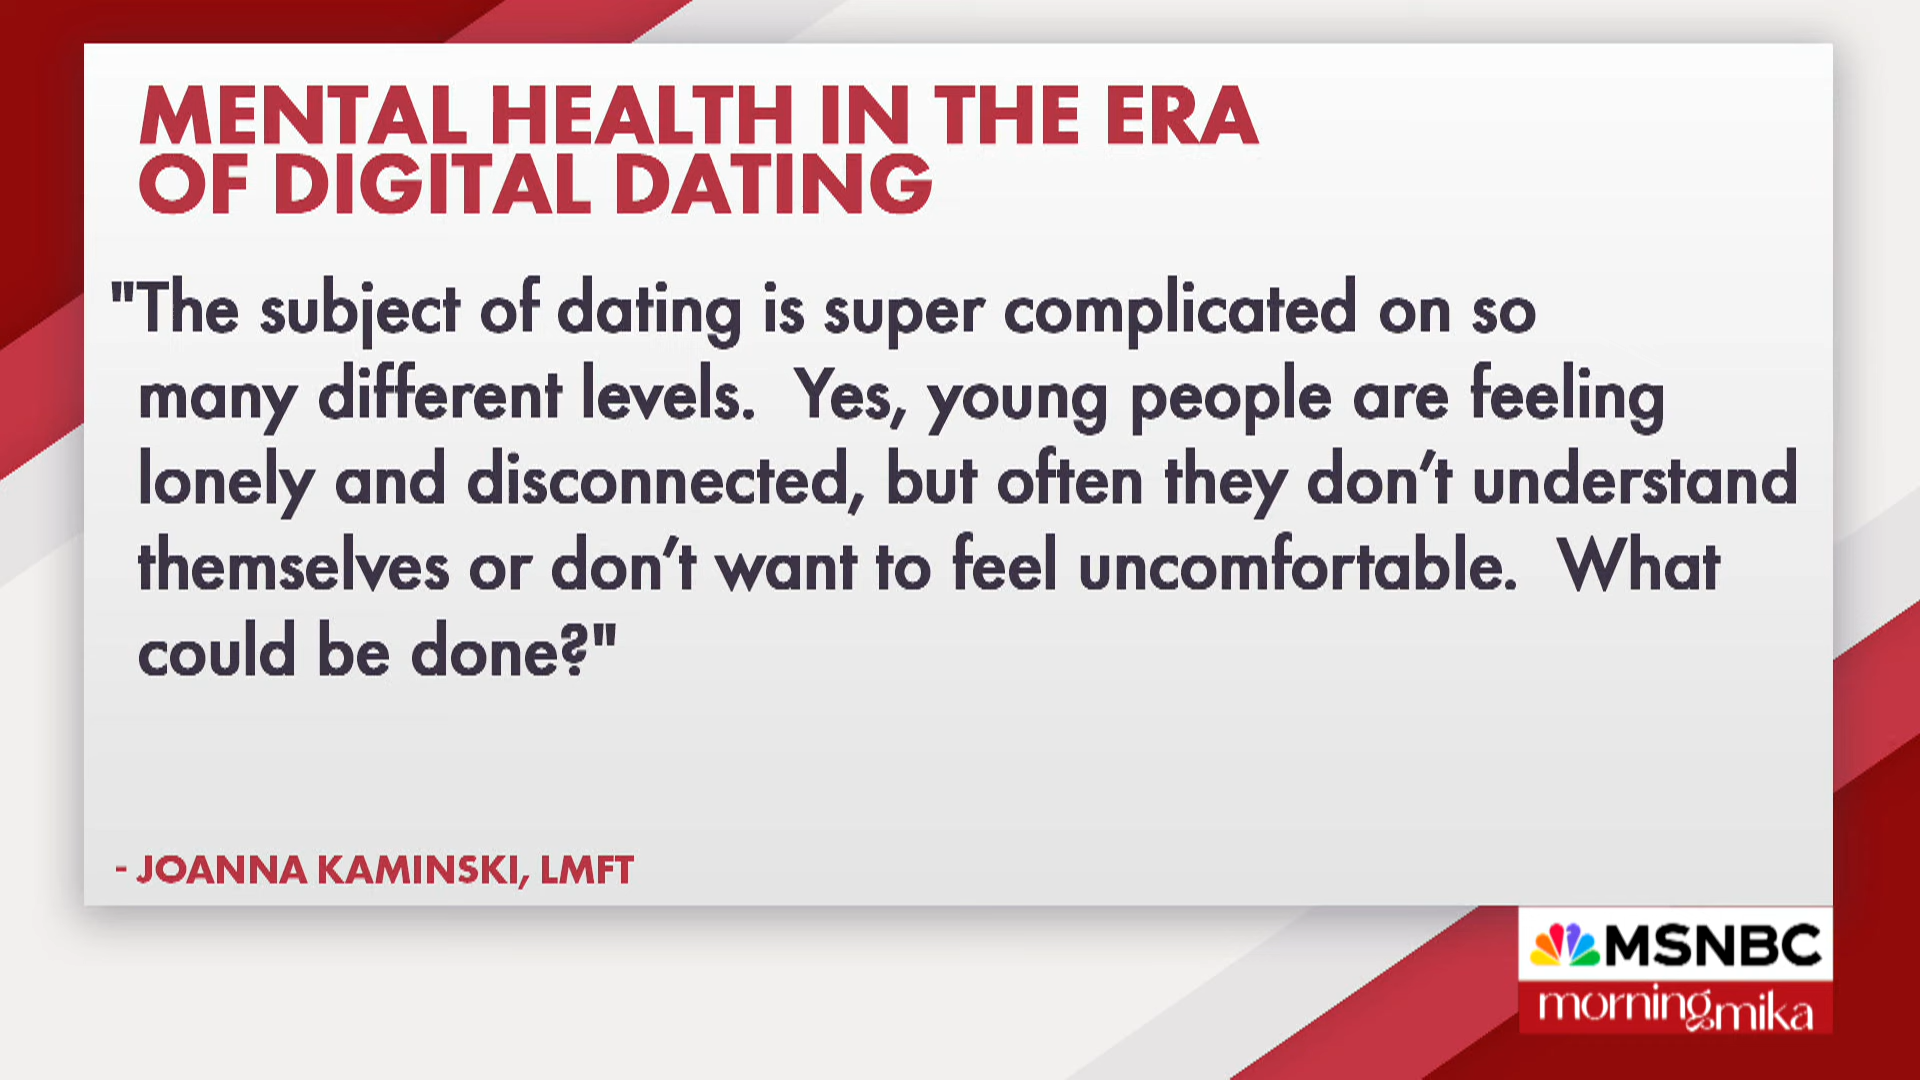 MENTAL HEALTH IN THE ERA
OF DIGITAL DATING
"The subject of dating is super complicated on so
many different levels.  Yes, young people are feeling
lonely and disconnected, but often they don’t understand
themselves or don’t want to feel uncomfortable.  What
could be done?"
- JOANNA KAMINSKI, LMFT
MSNBC
morning mika